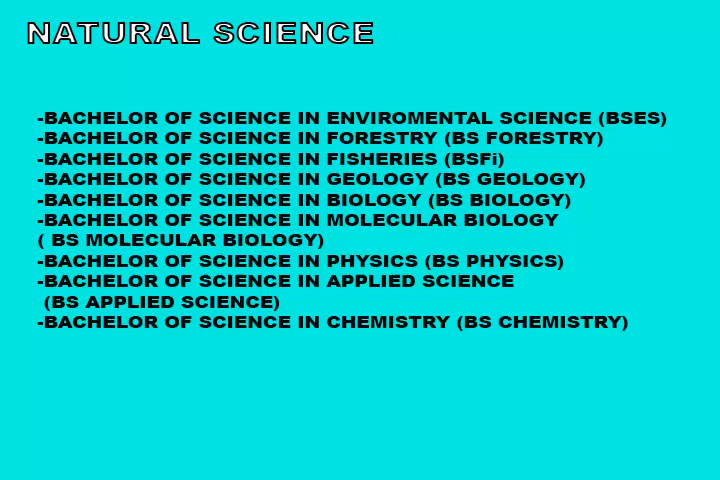 NATURAL SCIENCE
-BACHELOR OF SCIENCE IN ENVIROMENTAL SCIENCE (BSES)
-BACHELOR OF SCIENCE IN FORESTRY (BS FORESTRY)
-BACHELOR OF SCIENCE IN FISHERIES (BSFi)
-BACHELOR OF SCIENCE IN GEOLOGY (BS GEOLOGY)
-BACHELOR OF SCIENCE IN BIOLOGY (BS BIOLOGY)
-BACHELOR OF SCIENCE IN MOLECULAR BIOLOGY
( BS MOLECULAR BIOLOGY)
-BACHELOR OF SCIENCE IN PHYSICS (BS PHYSICS)
-BACHELOR OF SCIENCE IN APPLIED SCIENCE
(BS APPLIED SCIENCE)
-BACHELOR OF SCIENCE IN CHEMISTRY (BS CHEMISTRY)